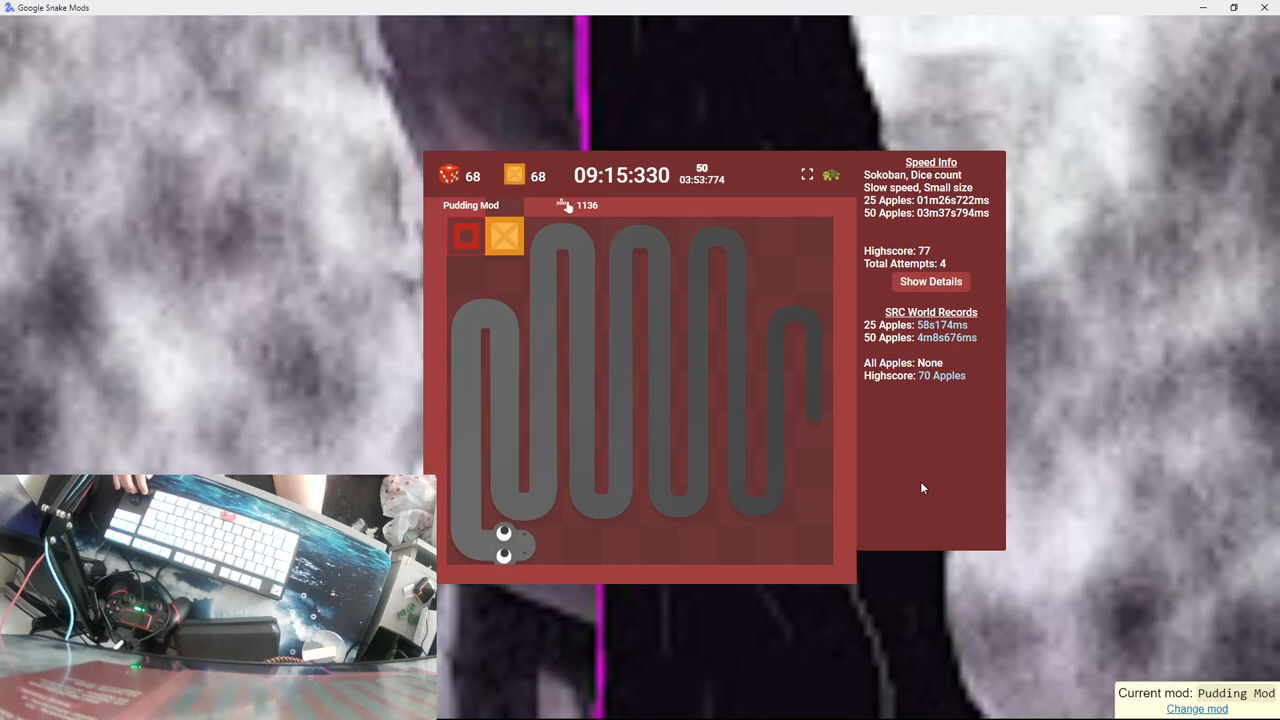 Google Snake Mods
68
68
09:15:330
50
03:53:774
Pudding Mod
1136
Speed Info
Sokoban, Dice count
Slow speed, Small size
25 Apples: 01m26s722ms
50 Apples: 03m37s794ms
Highscore: 77
Total Attempts: 4
Show Details
SRC World Records
25 Apples: 58s174ms
50 Apples: 4m8s676ms
All Apples: None
Highscore: 70 Apples
Current mod: Pudding Mod
Change mod